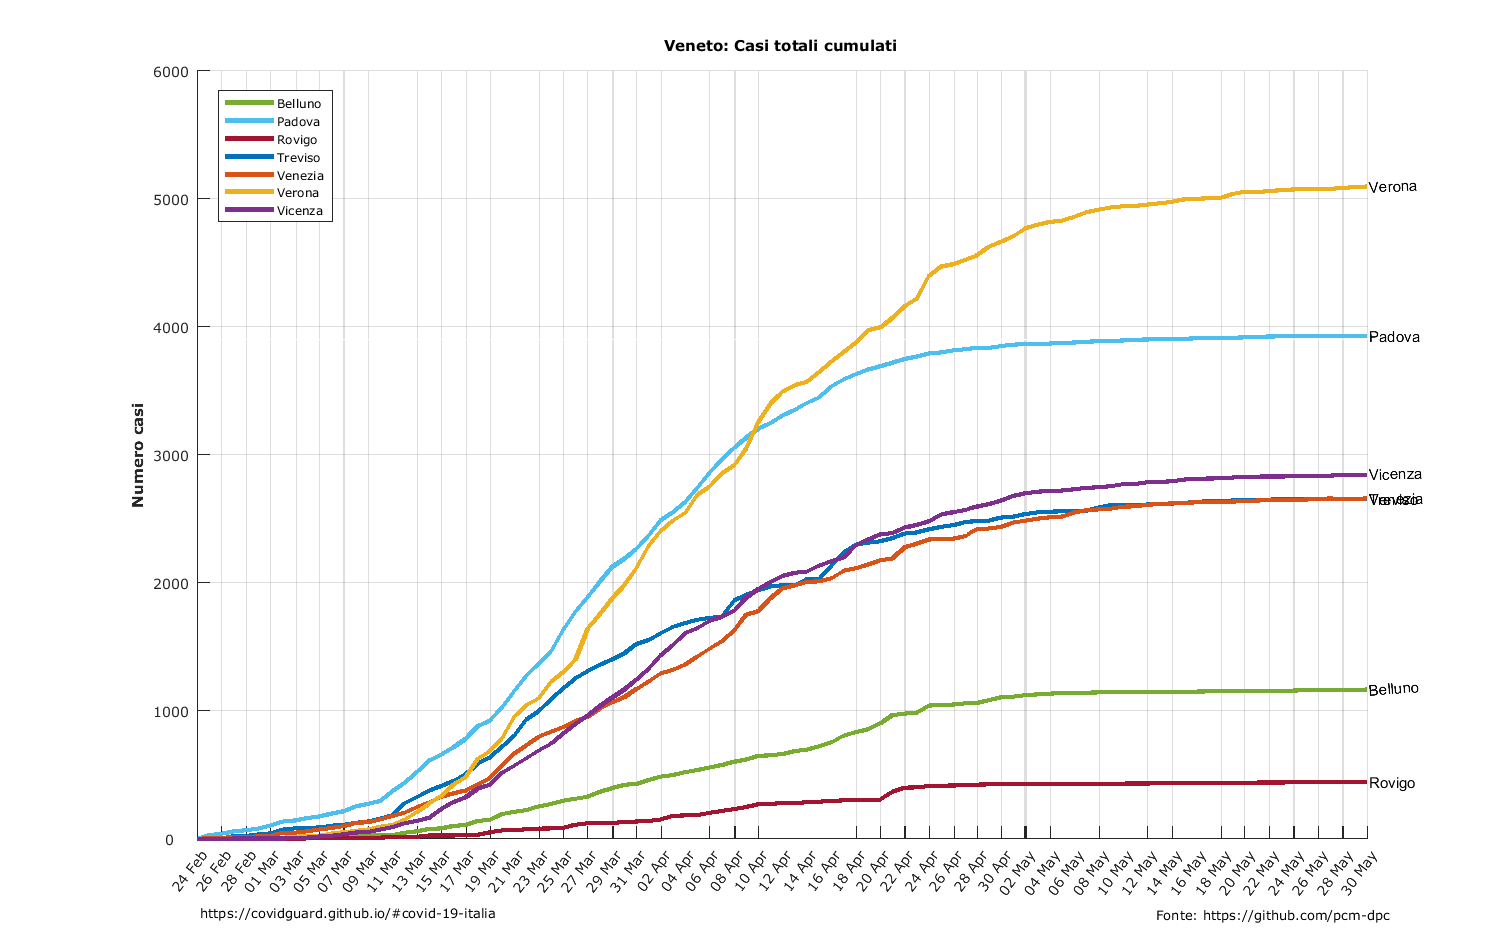 Veneto: Casi totali cumulati
6000
5000
4000
3000
2000
1000
0
Numero casi
Belluno
Padova
Rovigo
Treviso
Venezia
Verona
Vicenza
Verona
Padova
Vicenza
Venezia
Treviso
Belluno
Rovigo
24 Feb
26 Feb
28 Feb
01 Mar
03 Mar
05 Mar
07 Mar
09 Mar
11 Mar
13 Mar
15 Mar
17 Mar
19 Mar
21 Mar
23 Mar
25 Mar
27 Mar
29 Mar
31 Mar
02 Apr
04 Apr
06 Apr
08 Apr
10 Apr
12 Apr
14 Apr
16 Apr
18 Apr
20 Apr
22 Apr
24 Apr
26 Apr
28 Apr
30 Apr
02 May
04 May
06 May
08 May
10 May
12 May
14 May
16 May
18 May
20 May
22 May
24 May
26 May
28 May
30 May
https://covidguard.github.io/#covid-19-italia
Fonte: https://github.com/pcm-dpc